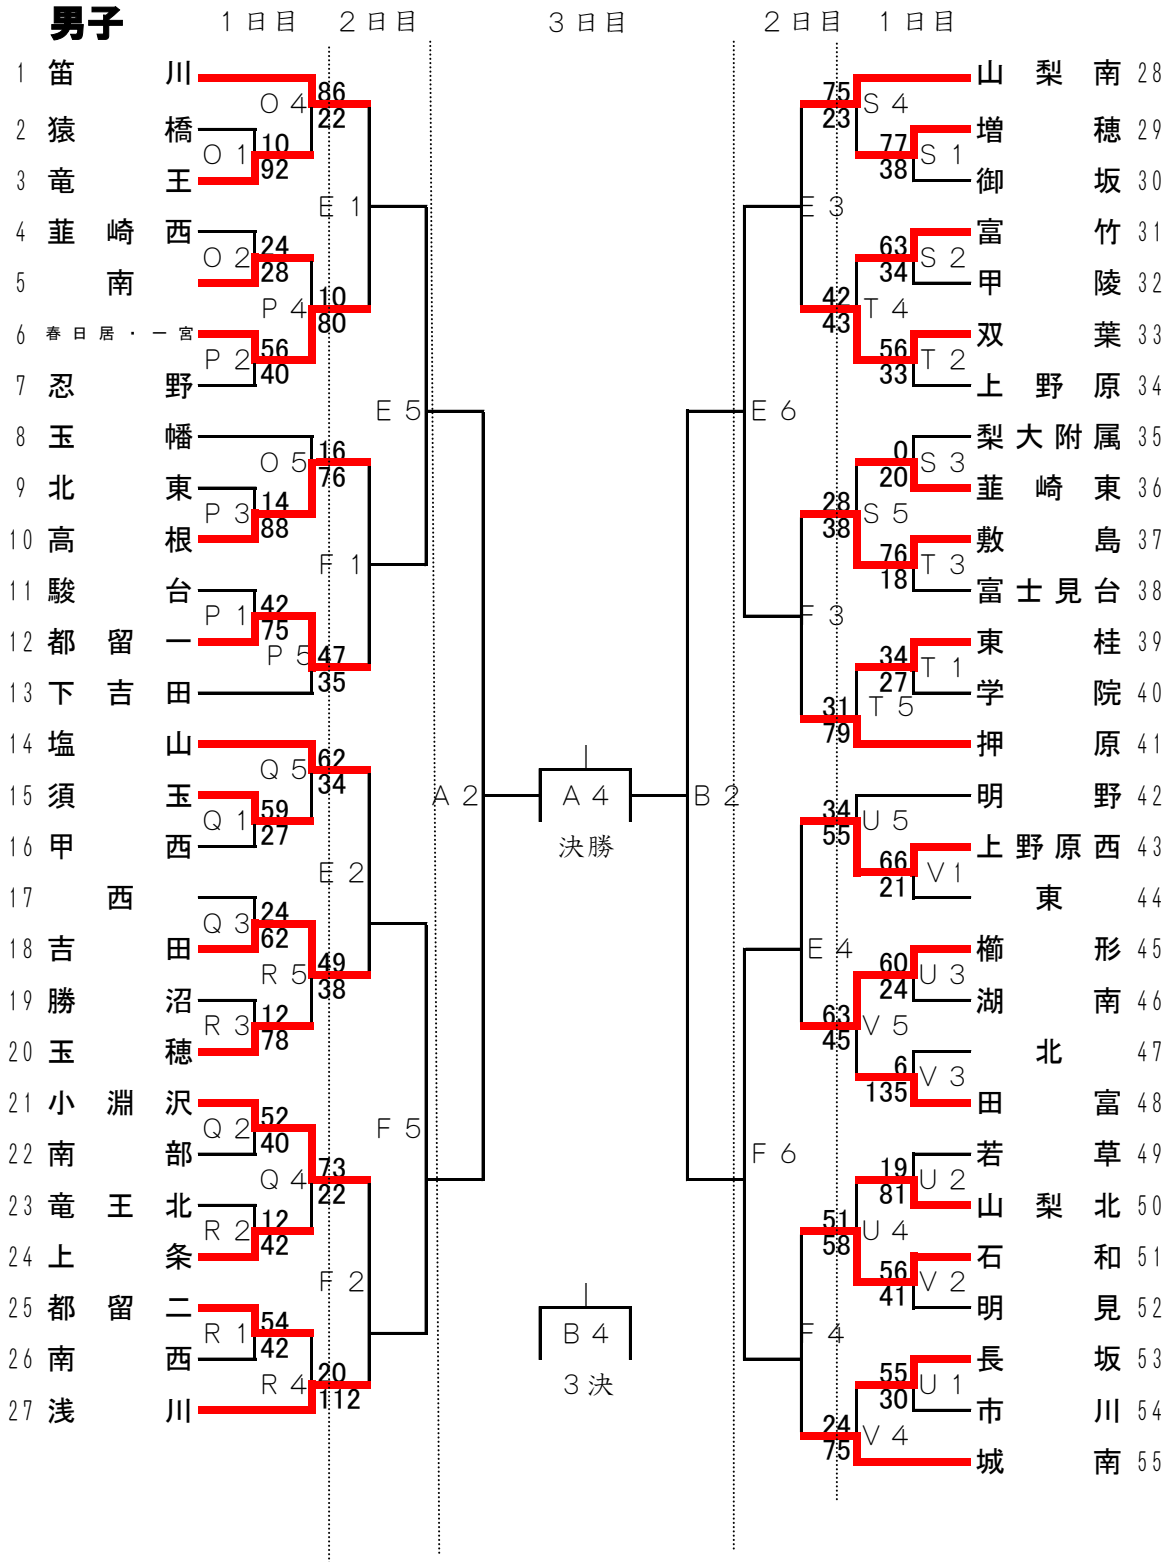 男子 1日目 2日目 3日目 2日目 1日目
1 笛川
2 猿橋
3 竜王
4 韮崎西
5 南
6 春日居・一宮
7 忍野
8 玉幡
9 北東
10 高根
11 駿台
12 都留一
13 下吉田
14 塩山
15 須玉
16 甲西
17 西
18 吉田
19 勝沼
20 玉穂
21 小淵沢
22 南部
23 竜王北
24 上条
25 都留二
26 南西
27 浅川
O4 86 22
O1 10 92
O2 24 28
P4 10 80
P2 56 40
O5 16 76
P3 14 88
P1 42 75
P5 47 35
Q5 62 34
Q1 59 27
Q3 24 62
R5 49 38
R3 12 78
Q2 52 40
Q4 73 22
R2 12 42
R1 54 42
R4 20 112
E1
F1
E2
F2
E5
F5
A2
A4
決勝
B4
3決
B2
E6
F6
E3
F3
E4
F4
75 23 S4
77 38 S1
63 34 S2
42 43 T4
56 33 T2
0 20 S3
28 38 S5
76 18 T3
34 27 T1
31 79 T5
34 55 U5
66 21 V1
60 24 U3
63 45 V5
6 135 V3
19 81 U2
51 58 U4
56 41 V2
55 30 U1
24 75 V4
山梨南 28
増穂 29
御坂 30
富竹 31
甲陵 32
双葉 33
上野原 34
梨大附属 35
韮崎東 36
敷島 37
富士見台 38
東桂 39
学院 40
押原 41
明野 42
上野原西 43
東 44
櫛形 45
湖南 46
北 47
田富 48
若草 49
山梨北 50
石和 51
明見 52
長坂 53
市川 54
城南 55